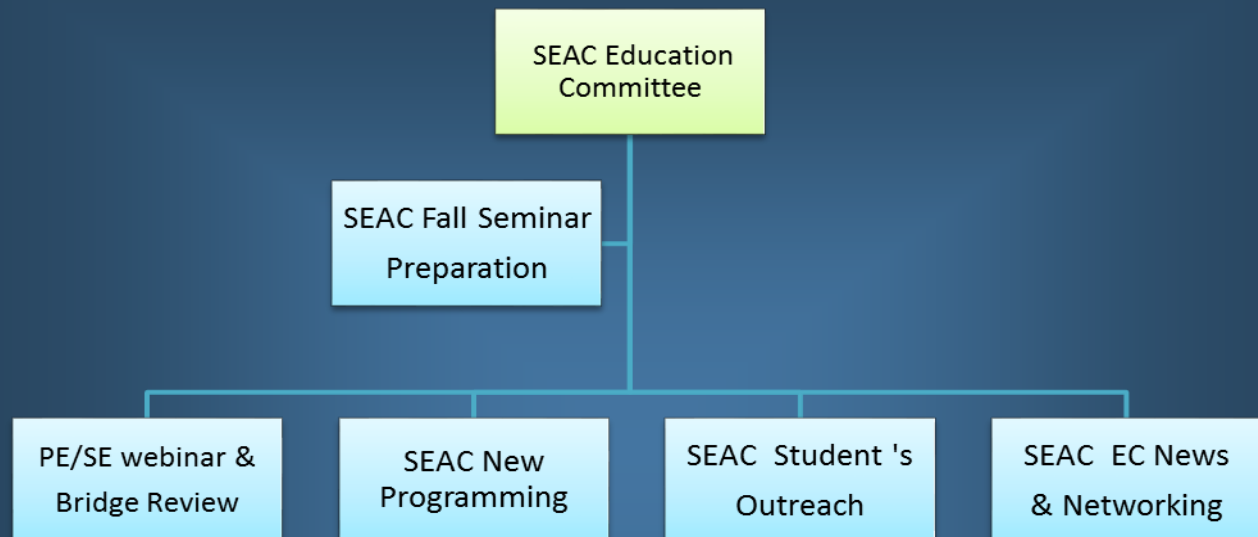 SEAC Education
Committee
SEAC Fall Seminar
Preparation
PE/SE webinar &
Bridge Review
SEAC New
Programming
SEAC Student 's
Outreach
SEAC EC News
& Networking